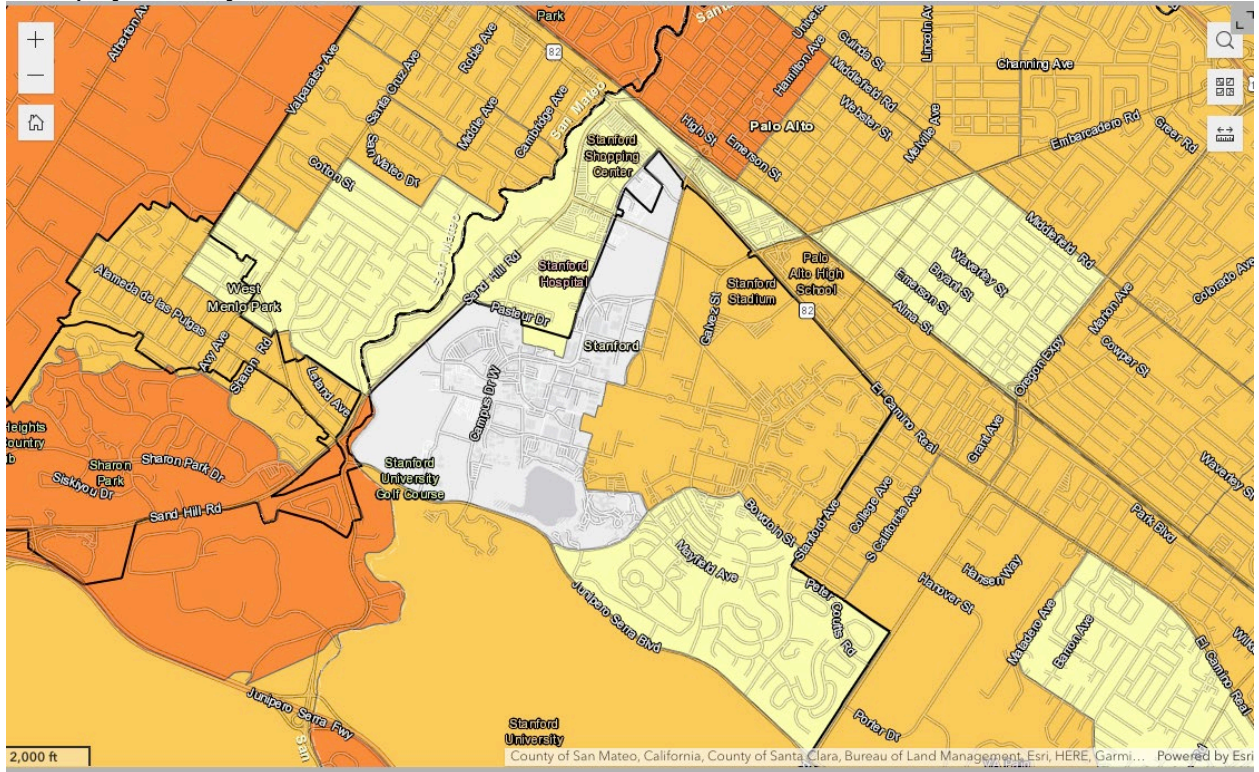 Park
82
Atherton Ave
Valparaiso Ave
Santa Cruz Ave
Roble Ave
Middle Ave
Cambridge Ave
San Mateo
San Mateo Dr
Cotton St
Stanford
Shopping
Center
High St
Emerson St
Hamilton Ave
Palo Alto
Guinda St
Middlefield Rd
Webster St
Melville Ave
Lincoln Ave
Channing Ave
Embarcadero Rd
Greer Rd
Alameda de las Pulgas
West
Menlo Park
Avy Ave
Sharon Rd
Leland Ave
San Mateo
Sand Hill Rd
Stanford
Hospital
Pasteur Dr
Stanford
Campus Dr W
Galvez St
Stanford
Stadium
Palo
Alto High
School
82
Waverley St
Bryant St
Emerson St
Alma St
Middlefield Rd
Colorado Ave
Marion Ave
Cowper St
Oregon Expy
El Camino Real
Grant Ave
Heights
Country
Sharon
Park
Sharon Park Dr
Siskiyou Dr
Sand Hill Rd
Stanford
University
Golf Course
Bowdoin St
Stanford Ave
College Ave
S California Ave
Mayfield Ave
Peter Coutts Rd
Junipero Serra Blvd
Hanover St
Hansen Way
Park Blvd
Waverley St
Matadero Ave
Barron Ave
El Camino Real
Junipero Serra Fwy
San
Stanford
University
Porter Dr
2,000 ft
County of San Mateo, California, County of Santa Clara, Bureau of Land Management, Esri, HERE, Garmi...
Powered by Esri